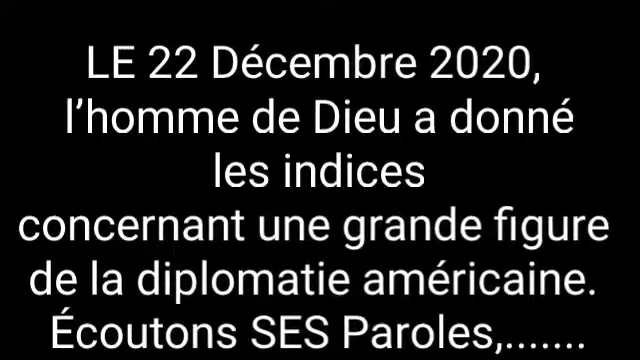 LE 22 Décembre 2020,
l’homme de Dieu a donné
les indices
concernant une grande figure
de la diplomatie américaine.
Écoutons SES Paroles,.......